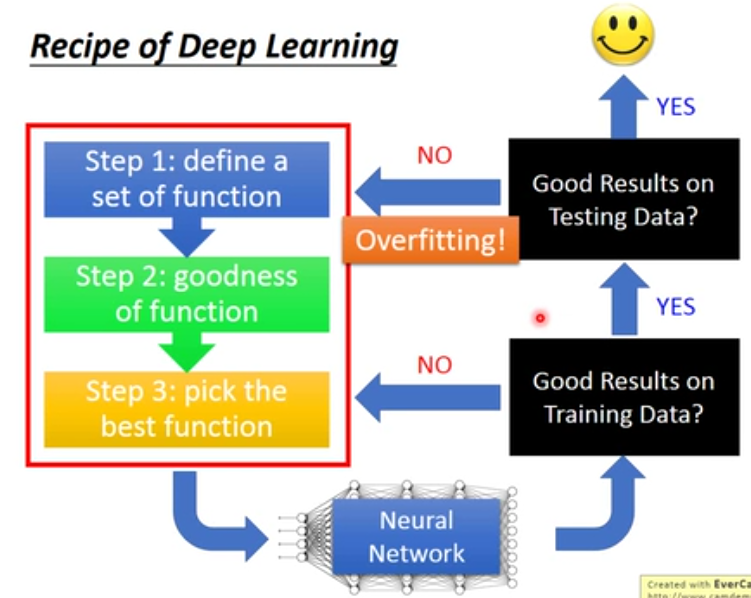 Recipe of Deep Learning
YES
Step 1: define a
set of function
NO
Good Results on
Testing Data?
Overfitting!
Step 2: goodness
of function
YES
Step 3: pick the
best function
NO
Good Results on
Training Data?
Neural
Network
Created with EverCa